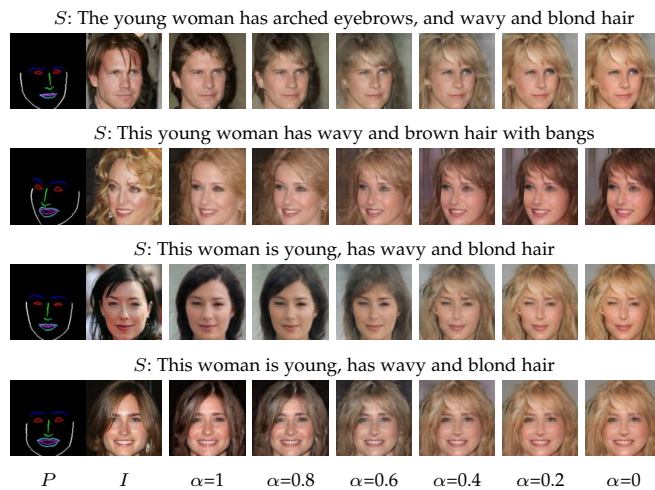 S: The young woman has arched eyebrows, and wavy and blond hair
S: This young woman has wavy and brown hair with bangs
S: This woman is young, has wavy and blond hair
S: This woman is young, has wavy and blond hair
P I α=1 α=0.8 α=0.6 α=0.4 α=0.2 α=0